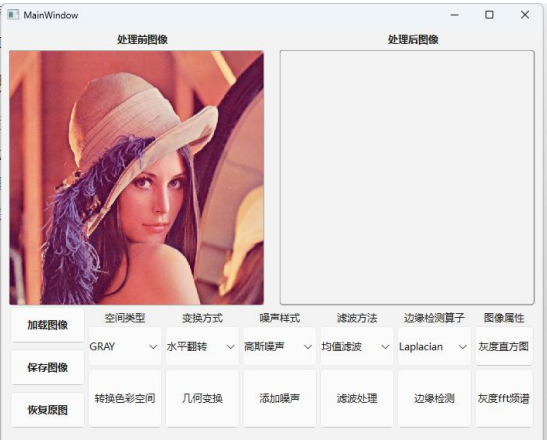 MainWindow
处理前图像 处理后图像
加载图像 空间类型 变换方式 噪声样式 滤波方法 边缘检测算子 图像属性
GRAY 水平翻转 高斯噪声 均值滤波 Laplacian 灰度直方图
保存图像
转换色彩空间 几何变换 添加噪声 滤波处理 边缘检测 灰度fft频谱
恢复原图